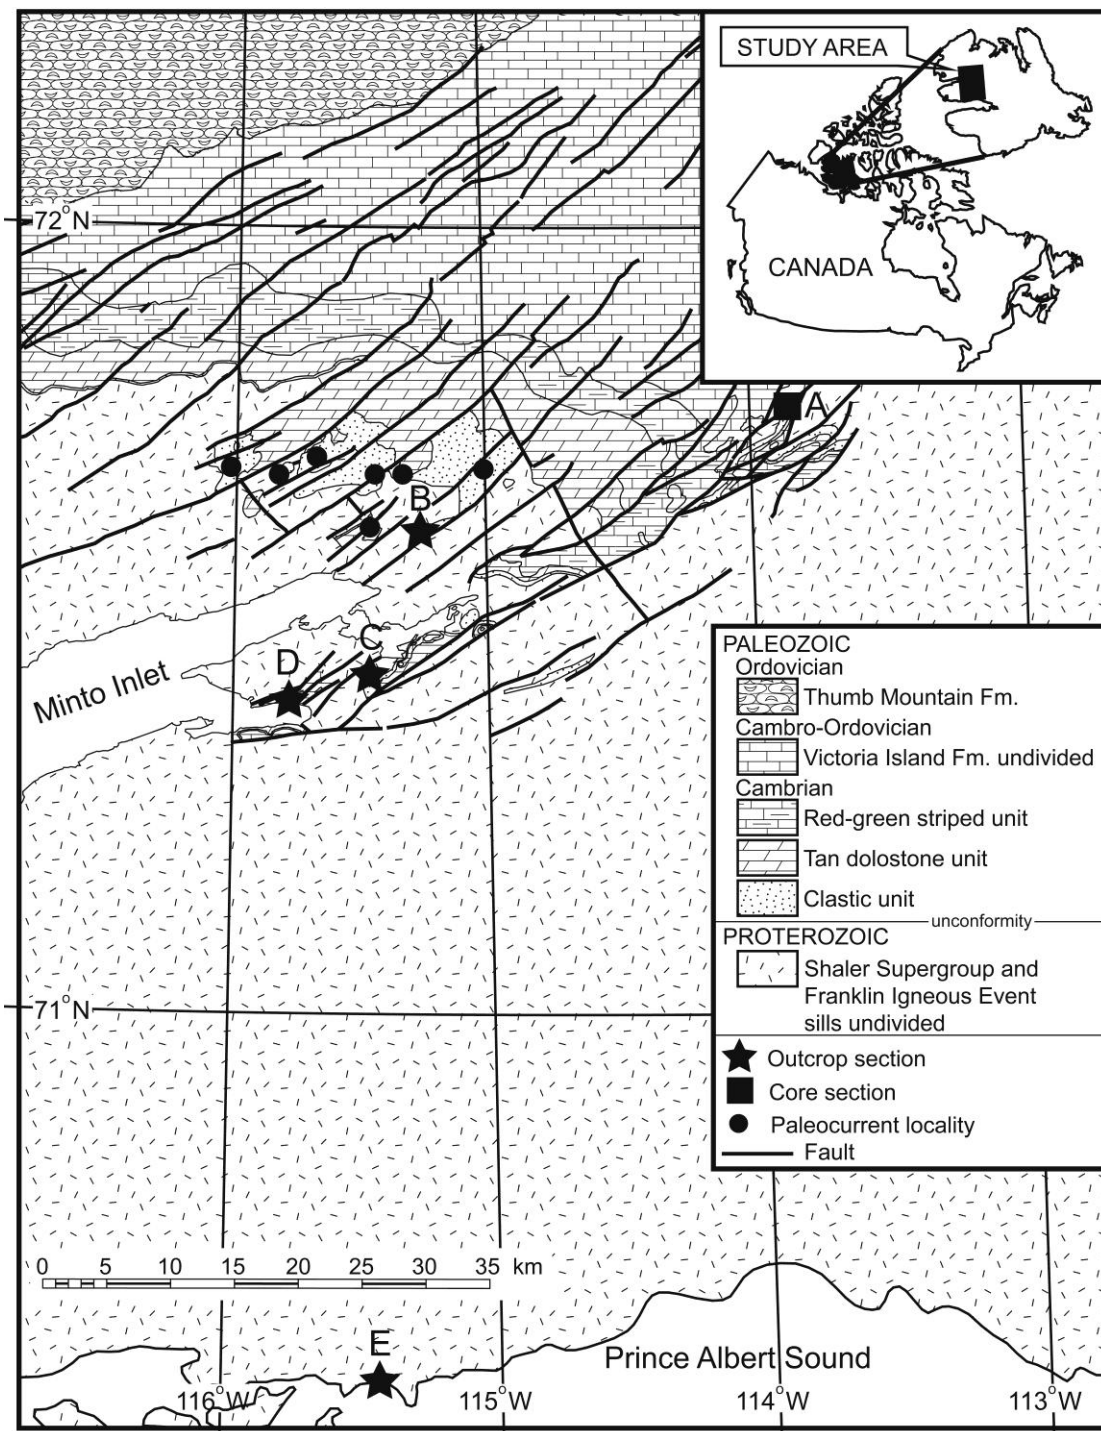 STUDY AREA
CANADA
72°N
A
B
C
D
Minto Inlet
PALEOZOIC
Ordovician
Thumb Mountain Fm.
Cambro-Ordovician
Victoria Island Fm. undivided
Cambrian
Red-green striped unit
Tan dolostone unit
Clastic unit
unconformity
PROTEROZOIC
Shaler Supergroup and
Franklin Igneous Event
sills undivided
Outcrop section
Core section
Paleocurrent locality
Fault
71°N
0 5 10 15 20 25 30 35 km
E
Prince Albert Sound
116°W 115°W 114°W 113°W